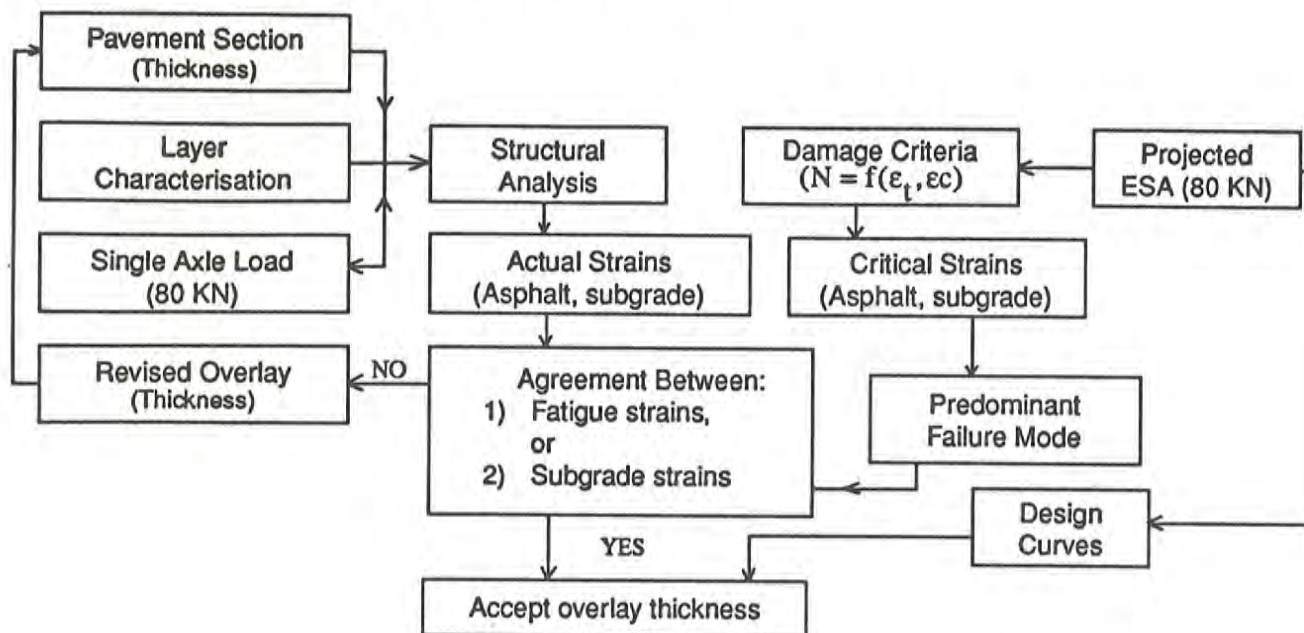 Pavement Section
(Thickness)
Layer
Characterisation
Single Axle Load
(80 KN)
Revised Overlay
(Thickness)
Structural
Analysis
Actual Strains
(Asphalt, subgrade)
NO
Agreement Between:
1) Fatigue strains,
or
2) Subgrade strains
Damage Criteria
(N = f(εt, εc)
Projected
ESA (80 KN)
Critical Strains
(Asphalt, subgrade)
Predominant
Failure Mode
Design
Curves
YES
Accept overlay thickness